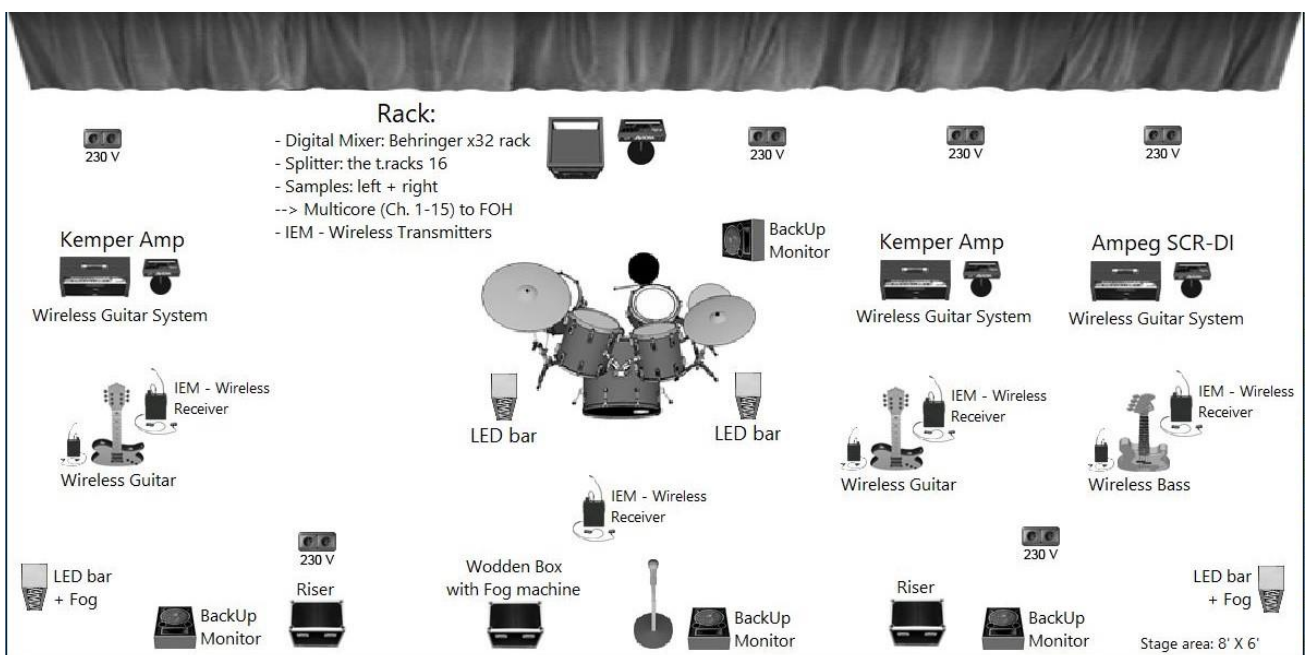 Rack:
- Digital Mixer: Behringer x32 rack
- Splitter: the t.racks 16
- Samples: left + right
--> Multicore (Ch. 1-15) to FOH
- IEM - Wireless Transmitters
230 V
230 V
230 V
230 V
BackUp
Monitor
Kemper Amp
Wireless Guitar System
Kemper Amp
Wireless Guitar System
Ampeg SCR-DI
Wireless Guitar System
IEM - Wireless
Receiver
Wireless Guitar
LED bar
LED bar
IEM - Wireless
Receiver
Wireless Guitar
IEM - Wireless
Receiver
Wireless Bass
IEM - Wireless
Receiver
230 V
230 V
LED bar
+ Fog
BackUp
Monitor
Riser
Wodden Box
with Fog machine
BackUp
Monitor
Riser
BackUp
Monitor
LED bar
+ Fog
Stage area: 8' X 6'